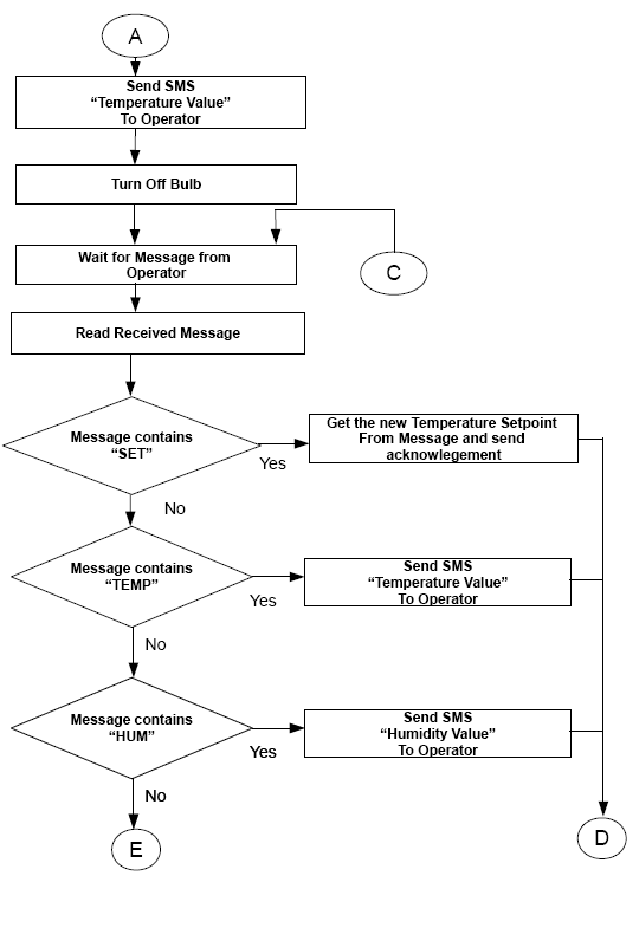 A
Send SMS
“Temperature Value”
To Operator
Turn Off Bulb
Wait for Message from
Operator
C
Read Received Message
Message contains
“SET”
Yes
Get the new Temperature Setpoint
From Message and send
acknowlegement
No
Message contains
“TEMP”
Yes
Send SMS
“Temperature Value”
To Operator
No
Message contains
“HUM”
Yes
Send SMS
“Humidity Value”
To Operator
No
E
D